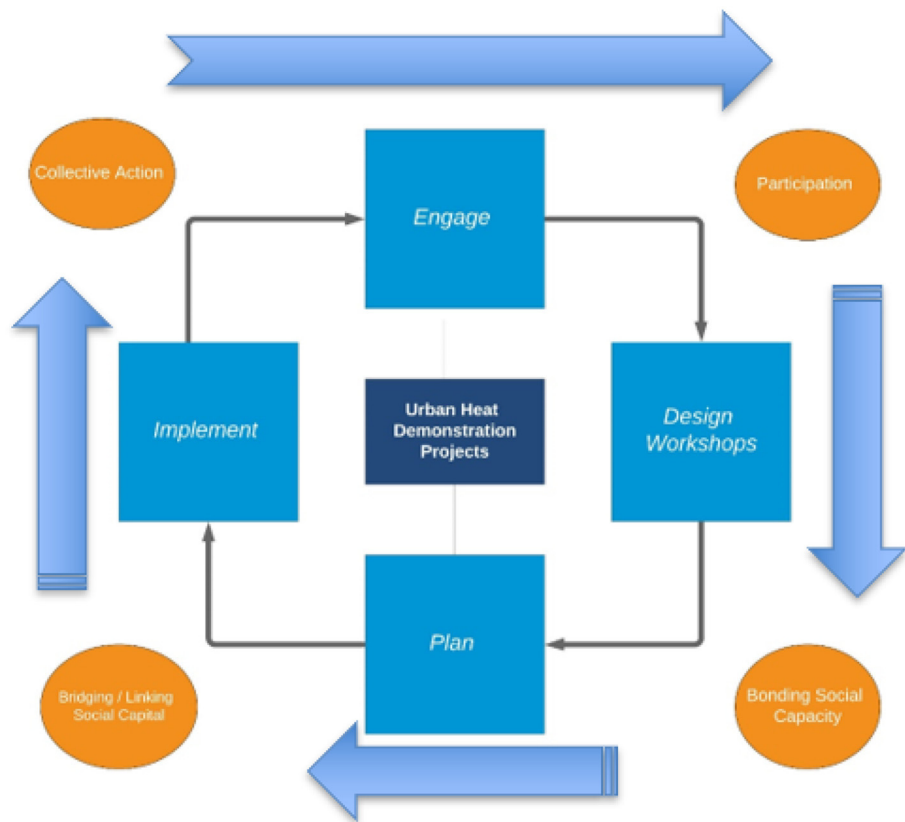 Collective Action
Engage
Participation
Implement
Urban Heat
Demonstration
Projects
Design
Workshops
Plan
Bridging / Linking
Social Capital
Bonding Social
Capacity